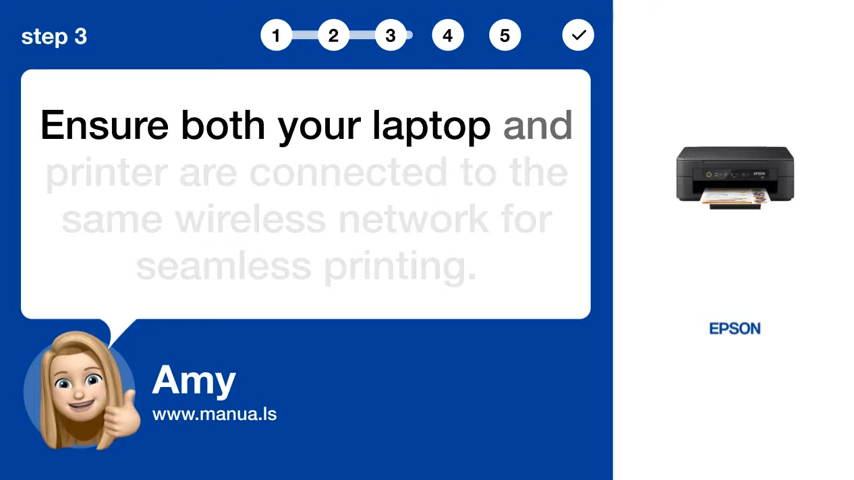 step 3
1 2 3 4 5
Ensure both your laptop and
printer are connected to the
same wireless network for
seamless printing.
Amy
www.manua.ls
EPSON